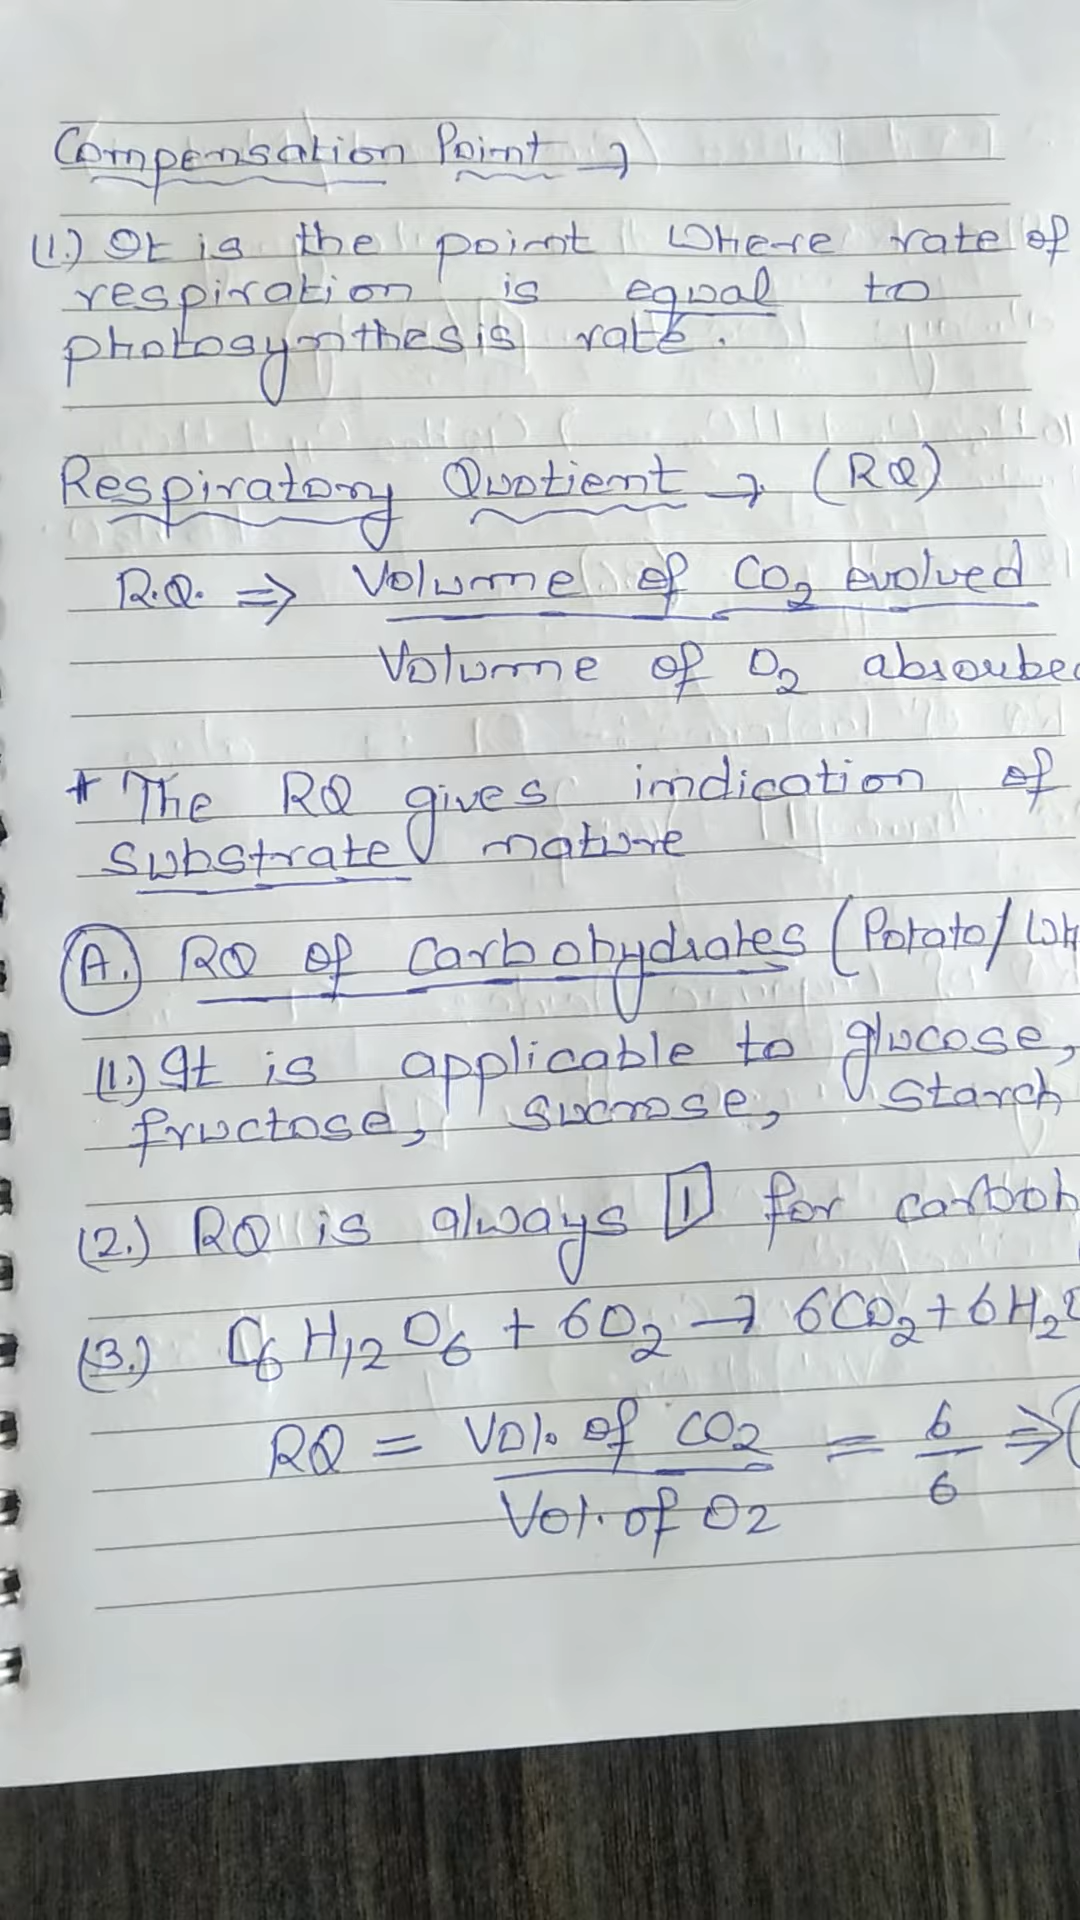 Compensation Point →
(1.) It is the point where rate of
respiration is equal to
photosynthesis rate.
Respiratory Quotient → (RQ)
R.Q. ⇒ Volume of CO₂ evolved
Volume of O₂ absorbe
* The RQ gives indication of
substrate nature
(A.) RQ of carbohydrates (Potato/Wh
(1.) It is applicable to glucose,
fructose, sucrose, starch
(2.) RQ is always 1 for carboh
(3.) C₆H₁₂O₆ + 6O₂ → 6CO₂ + 6H₂O
RQ = Vol. of CO₂ = 6 ⇒
Vol. of O₂ 6